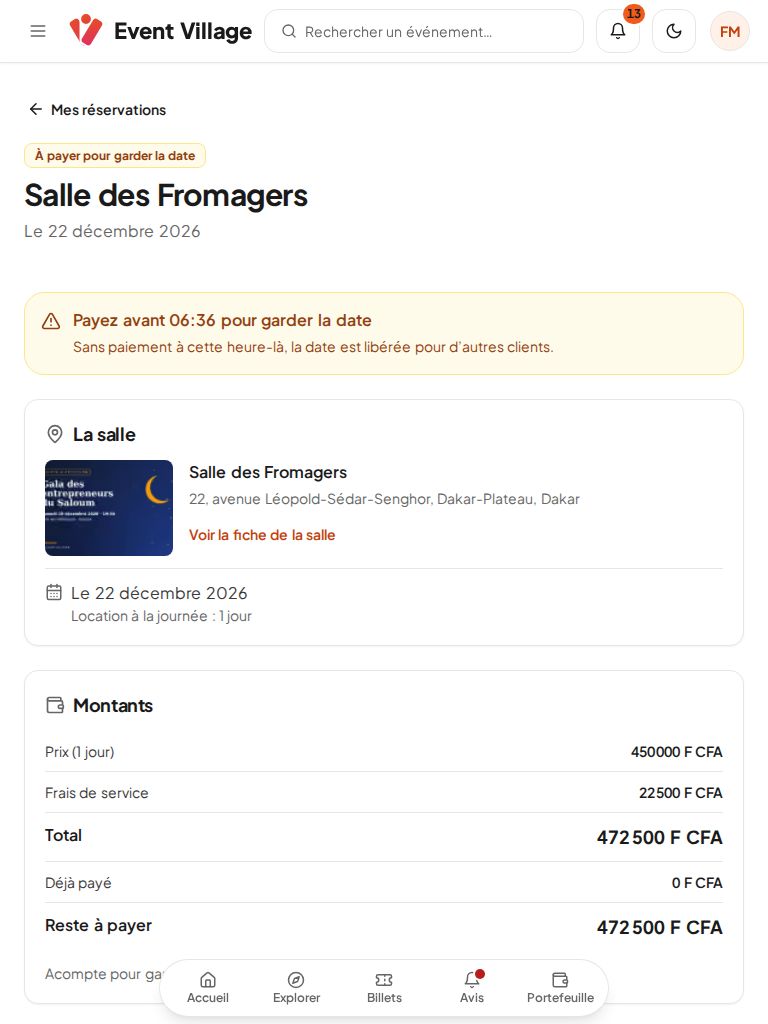 Event Village
Rechercher un événement…
13
FM
Mes réservations
À payer pour garder la date
Salle des Fromagers
Le 22 décembre 2026
Payez avant 06:36 pour garder la date
Sans paiement à cette heure-là, la date est libérée pour d’autres clients.
La salle
Gala des
entrepreneurs
du Saloum
Salle des Fromagers
22, avenue Léopold-Sédar-Senghor, Dakar-Plateau, Dakar
Voir la fiche de la salle
Le 22 décembre 2026
Location à la journée : 1 jour
Montants
Prix (1 jour)
450 000 F CFA
Frais de service
22 500 F CFA
Total
472 500 F CFA
Déjà payé
0 F CFA
Reste à payer
472 500 F CFA
Acompte pour
Accueil
Explorer
Billets
Avis
Portefeuille